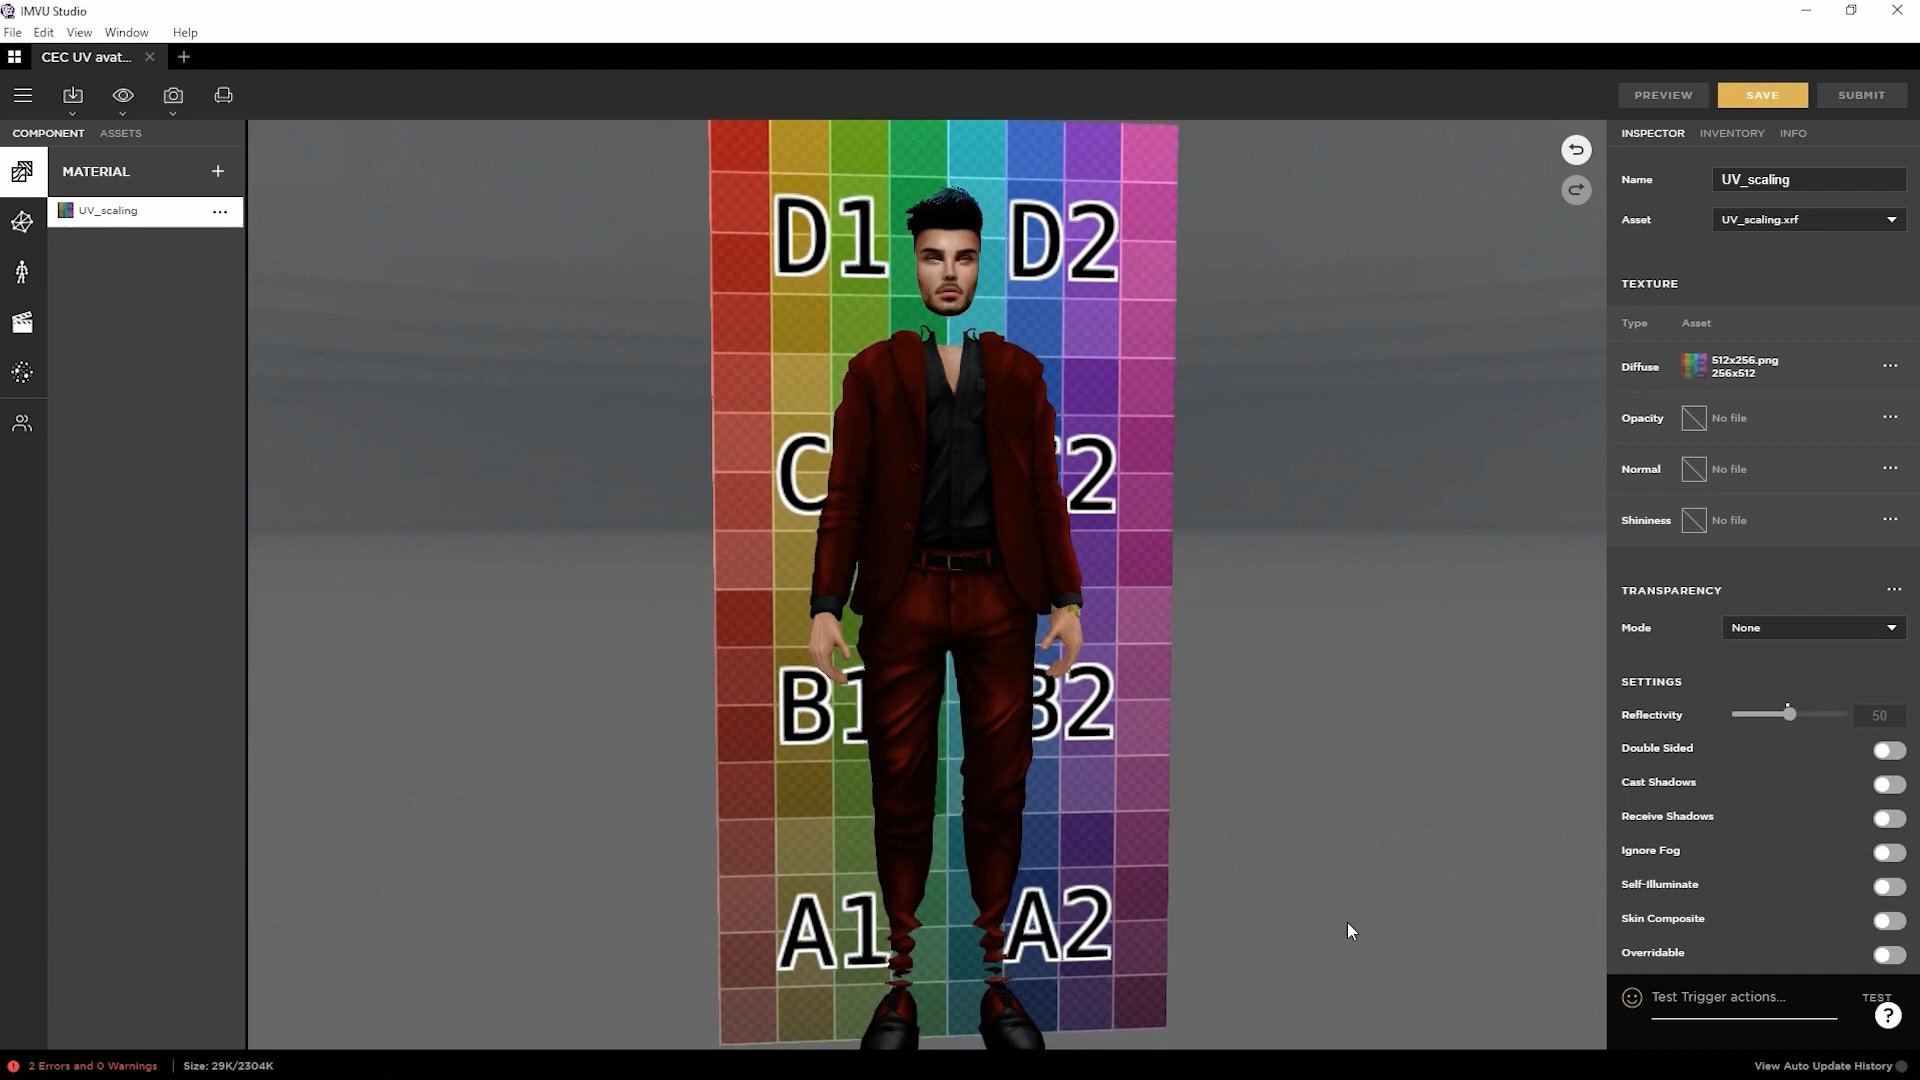 IMVU Studio
File Edit View Window Help
CEC UV avat...
PREVIEW SAVE SUBMIT
COMPONENT ASSETS
INSPECTOR INVENTORY INFO
MATERIAL
UV_scaling
Name UV_scaling
Asset UV_scaling.xrf
TEXTURE
Type Asset
Diffuse 512x256.png
256x512
Opacity No file
Normal No file
Shininess No file
TRANSPARENCY
Mode None
SETTINGS
Reflectivity 50
Double Sided
Cast Shadows
Receive Shadows
Ignore Fog
Self-Illuminate
Skin Composite
Overridable
Test Trigger actions... TEST
?
D1 D2
C 2
B1 B2
A1 A2
2 Errors and 0 Warnings Size: 29K/2304K
View Auto Update History